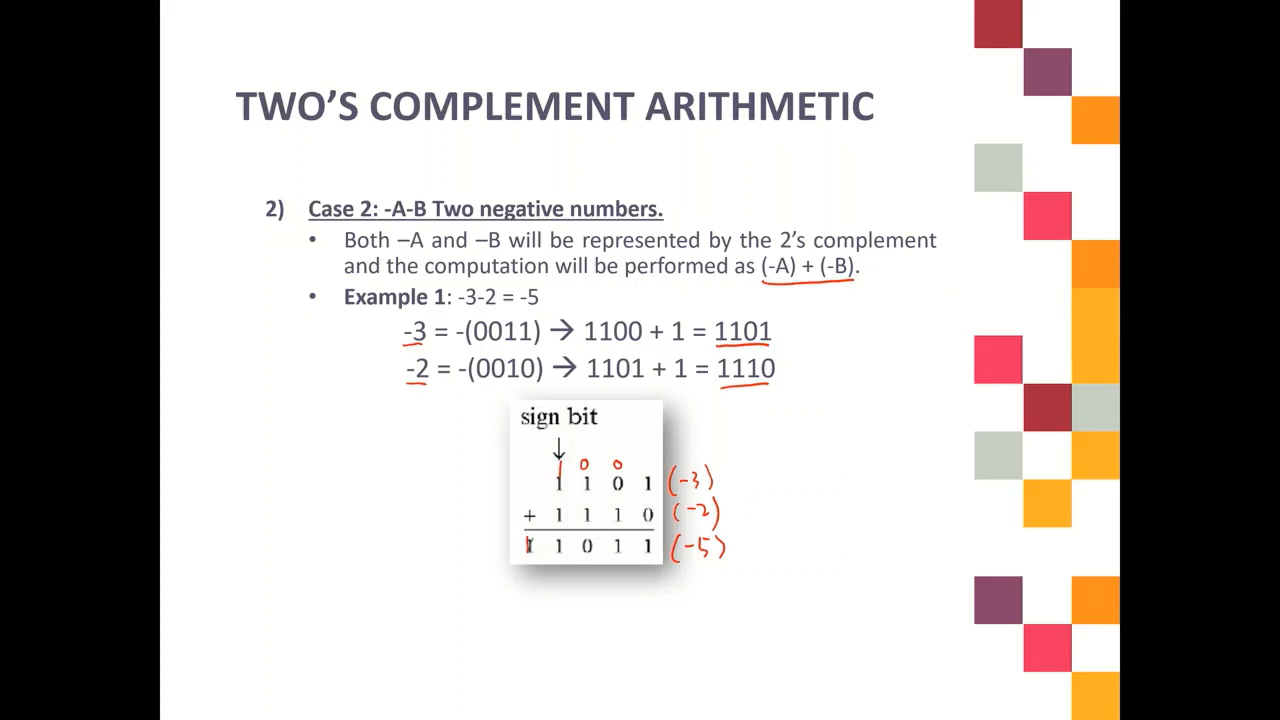 TWO'S COMPLEMENT ARITHMETIC
2) Case 2: -A-B Two negative numbers.
• Both –A and –B will be represented by the 2's complement
and the computation will be performed as (-A) + (-B).
• Example 1: -3-2 = -5
-3 = -(0011) → 1100 + 1 = 1101
-2 = -(0010) → 1101 + 1 = 1110
sign bit
↓
1 0 0
1 1 0 1 (-3)
+ 1 1 1 0 (-2)
1 1 0 1 1 (-5)